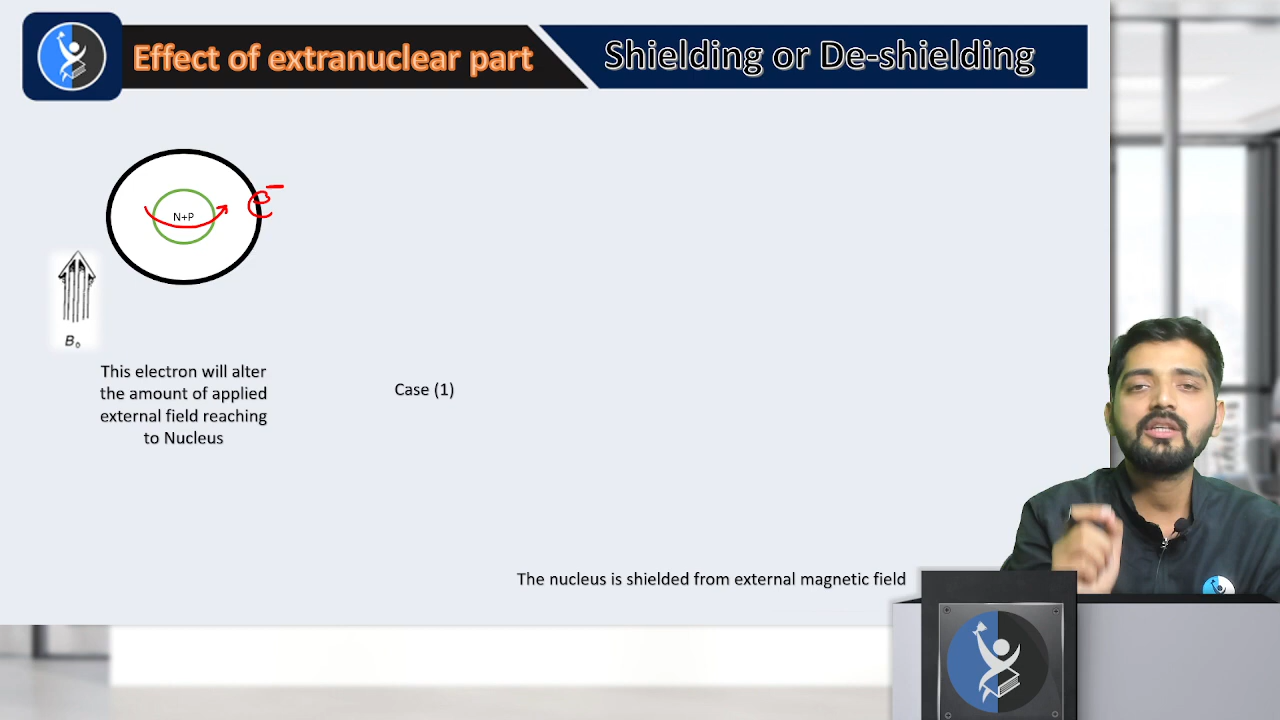 Effect of extranuclear part
Shielding or De-shielding
N+P
e⁻
B₀
This electron will alter
the amount of applied
external field reaching
to Nucleus
Case (1)
The nucleus is shielded from external magnetic field